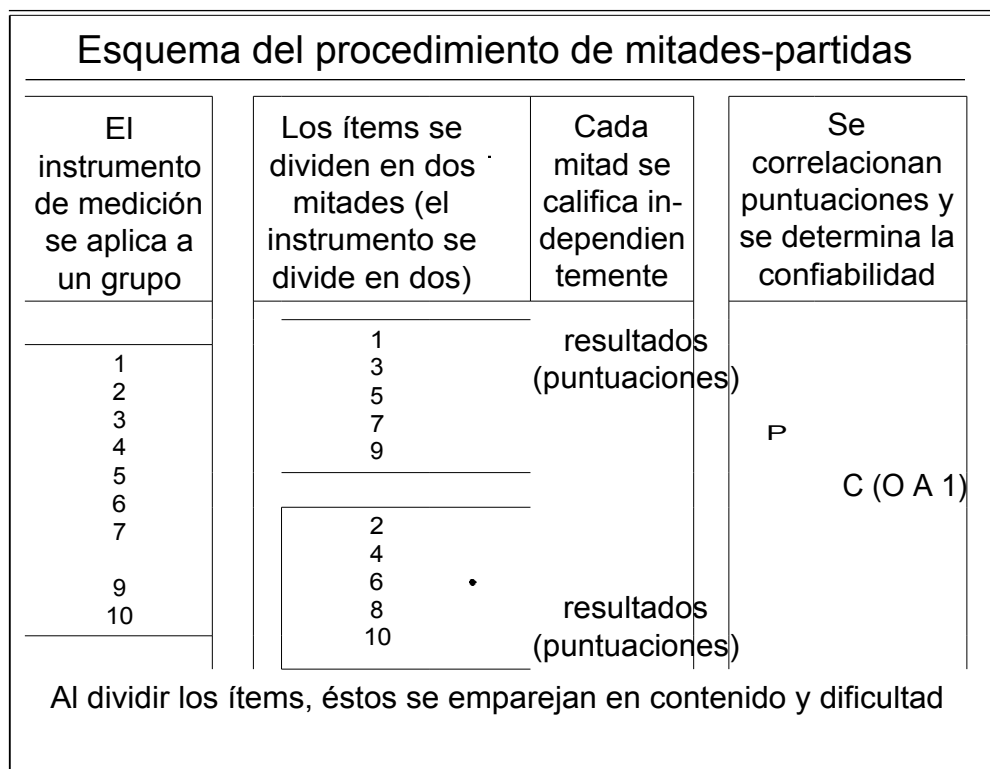 Esquema del procedimiento de mitades-partidas
El
instrumento
de medición
se aplica a
un grupo
Los ítems se
dividen en dos
mitades (el
instrumento se
divide en dos)
Cada
mitad se
califica in-
dependien
temente
Se
correlacionan
puntuaciones y
se determina la
confiabilidad
1
2
3
4
5
6
7
9
10
1
3
5
7
9
resultados
(puntuaciones)
2
4
6
8
10
resultados
(puntuaciones)
P
C (O A 1)
Al dividir los ítems, éstos se emparejan en contenido y dificultad